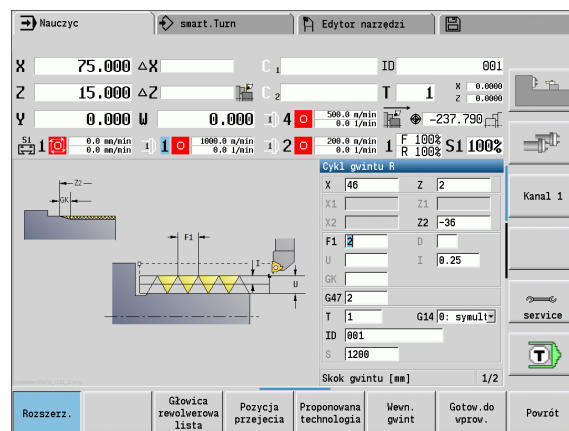 Nauczyc smart.Turn Edytor narzędzi
X 75.000 △X C 1 ID 001
Z 15.000 △Z C 2 T 1 X 0.0000 Z 0.0000
Y 0.000 W 0.000 4 500.0 m/min 0.0 1/min -237.790
S1 1 0.0 mm/min 0.0 m/min 1 1000.0 m/min 0.0 1/min 2 200.0 m/min 0.0 1/min 1 F 100% R 100% S1 100%
Cykl gwintu R
X 46 Z 2
X1 Z1
X2 Z2 -36
F1 2 D
U I 0.25
GK
G47 2
T 1 G14 0: symult
ID 001
S 1200
Skok gwintu [mm] 1/2
Z2
GK
F1
I
U
Kanal 1
service
T
Rozszerz.
Głowica rewolwerowa lista
Pozycja przejecia
Proponowana technologia
Wewn. gwint
Gotow.do wprow.
Powrót